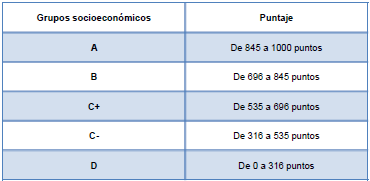 Grupos socioeconómicos Puntaje
A De 845 a 1000 puntos
B De 696 a 845 puntos
C+ De 535 a 696 puntos
C- De 316 a 535 puntos
D De 0 a 316 puntos